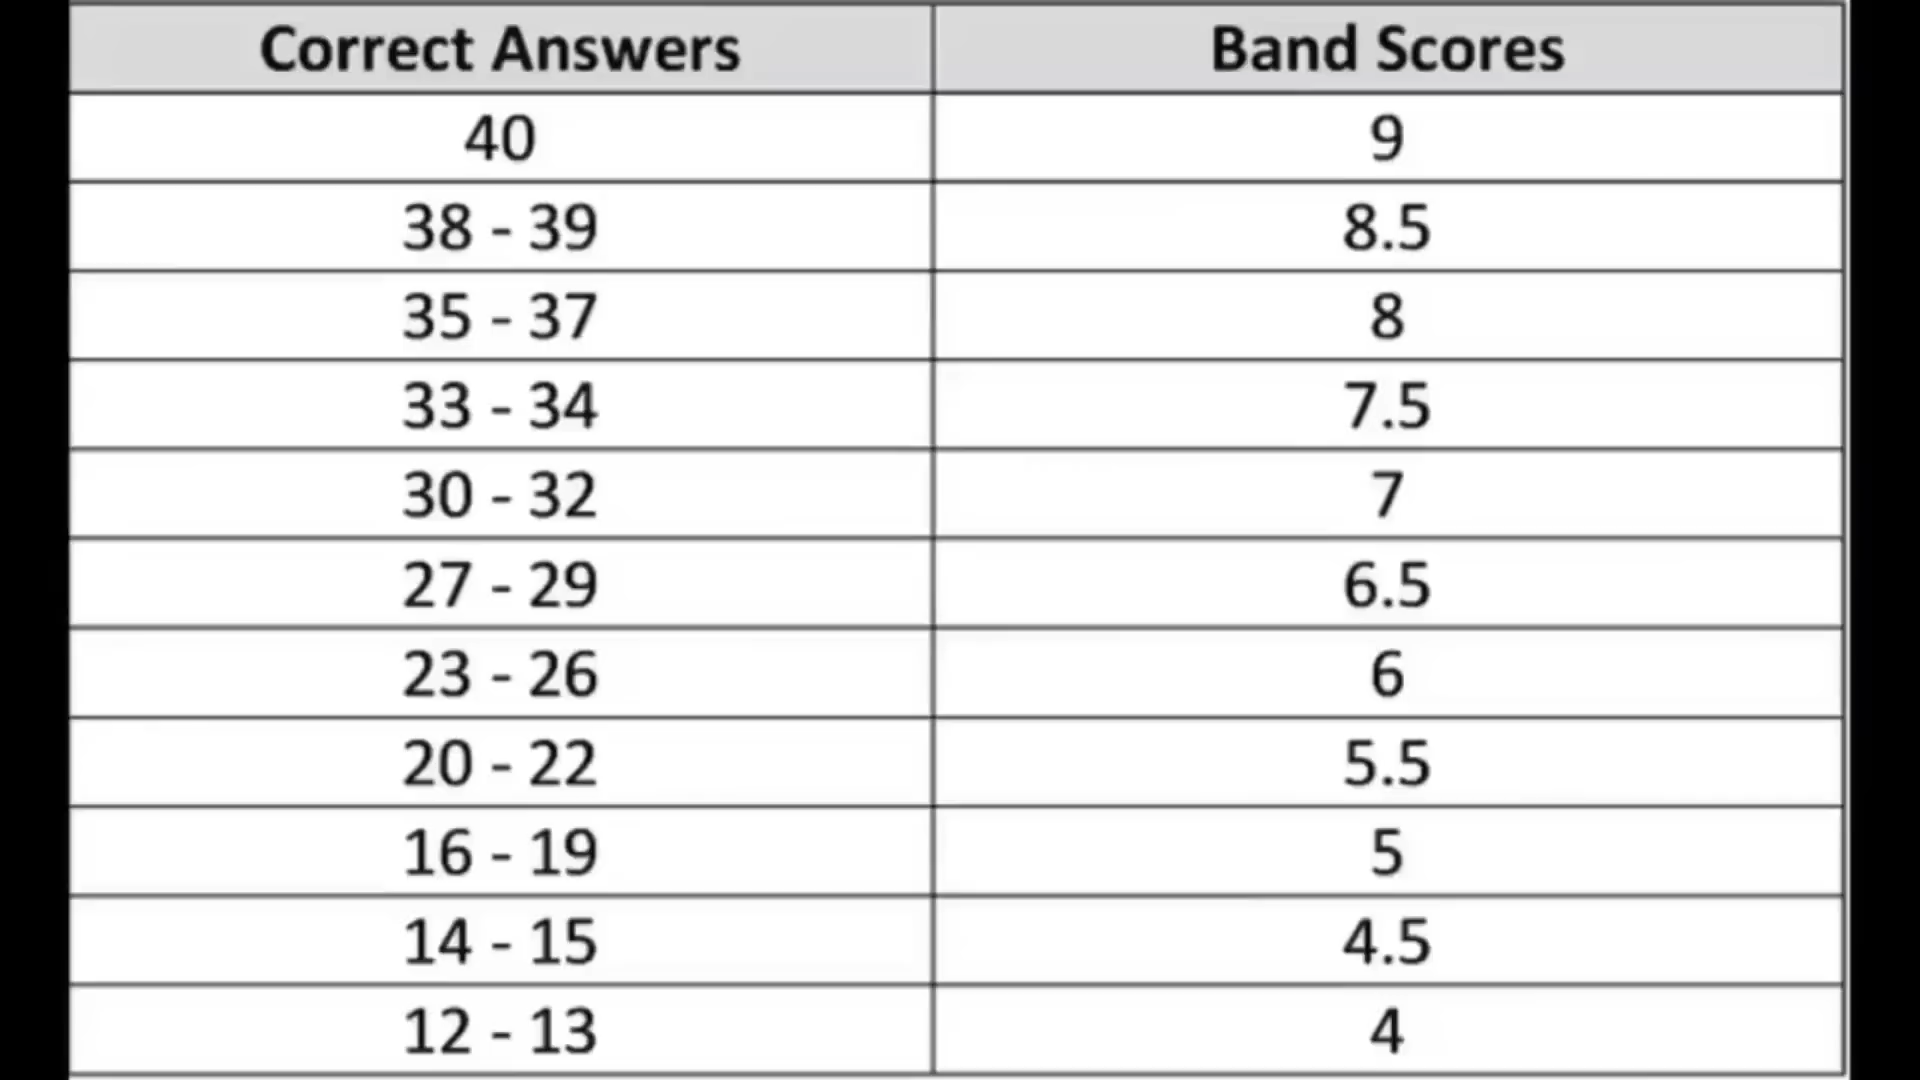 Correct Answers Band Scores
40 9
38 - 39 8.5
35 - 37 8
33 - 34 7.5
30 - 32 7
27 - 29 6.5
23 - 26 6
20 - 22 5.5
16 - 19 5
14 - 15 4.5
12 - 13 4